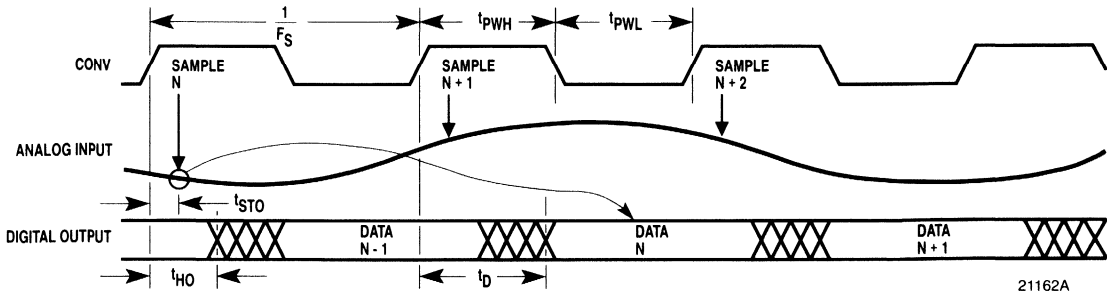 1
F_S
t_PWH
t_PWL
CONV
SAMPLE
N
SAMPLE
N + 1
SAMPLE
N + 2
ANALOG INPUT
t_STO
DIGITAL OUTPUT
DATA
N - 1
DATA
N
DATA
N + 1
t_HO
t_D
21162A